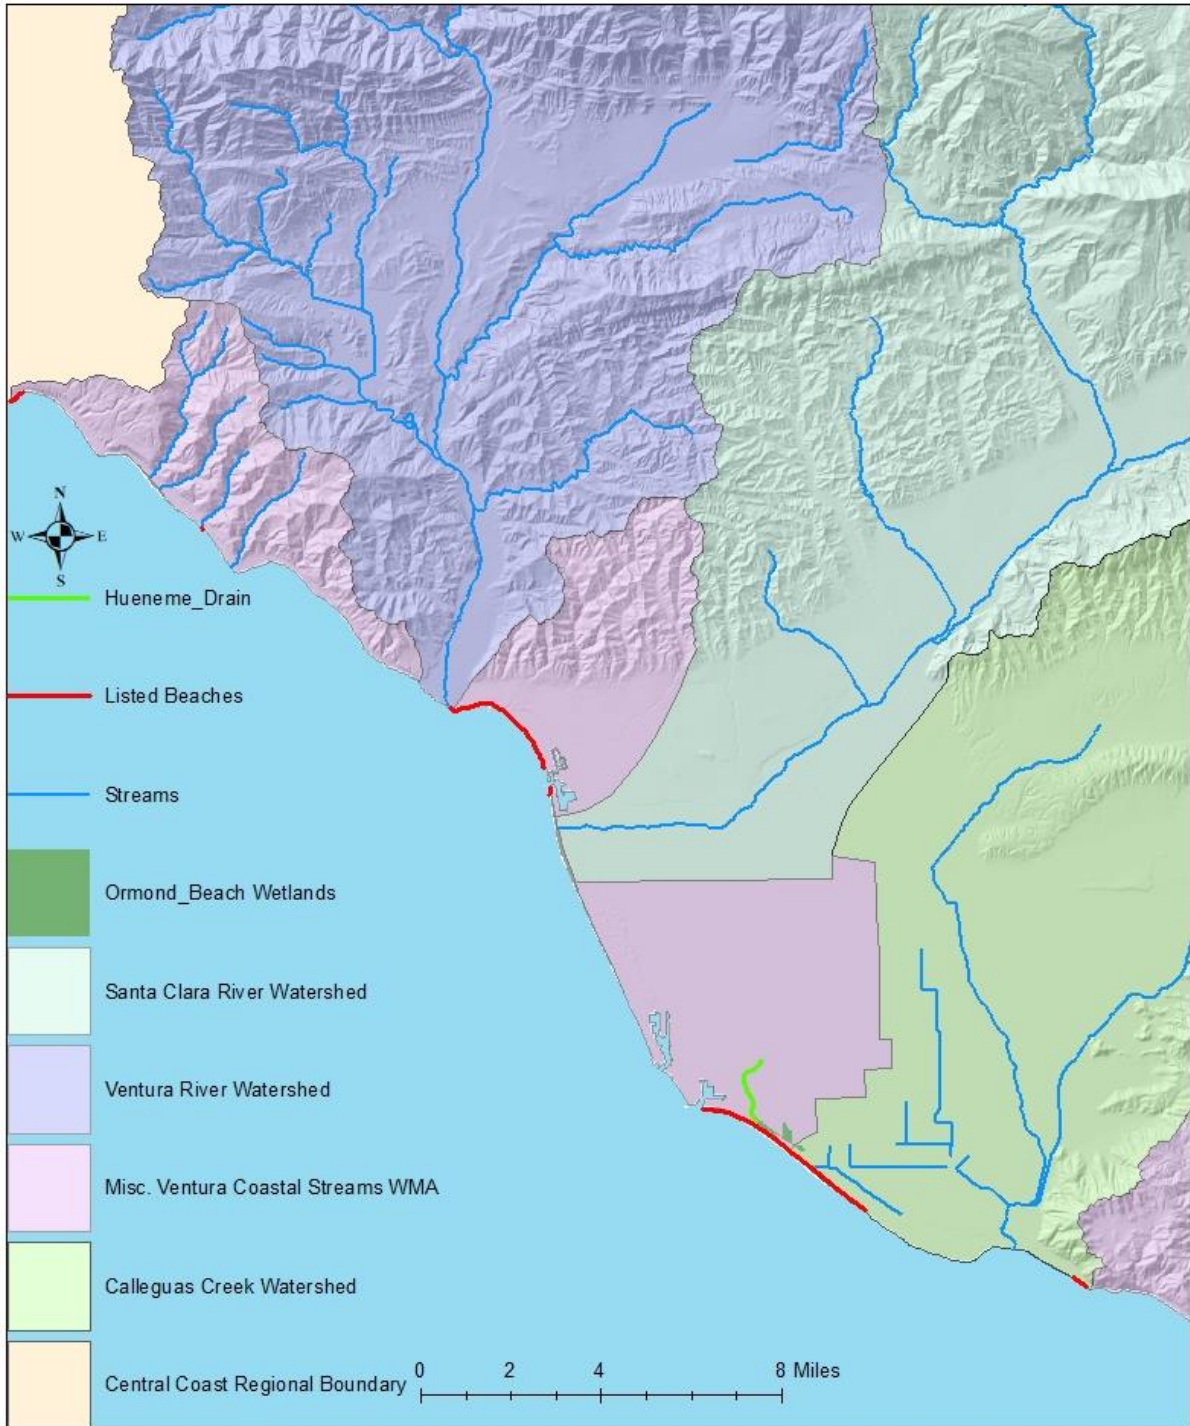 N
W E
S
Hueneme_Drain
Listed Beaches
Streams
Ormond_Beach Wetlands
Santa Clara River Watershed
Ventura River Watershed
Misc. Ventura Coastal Streams WMA
Calleguas Creek Watershed
Central Coast Regional Boundary
0 2 4 8 Miles